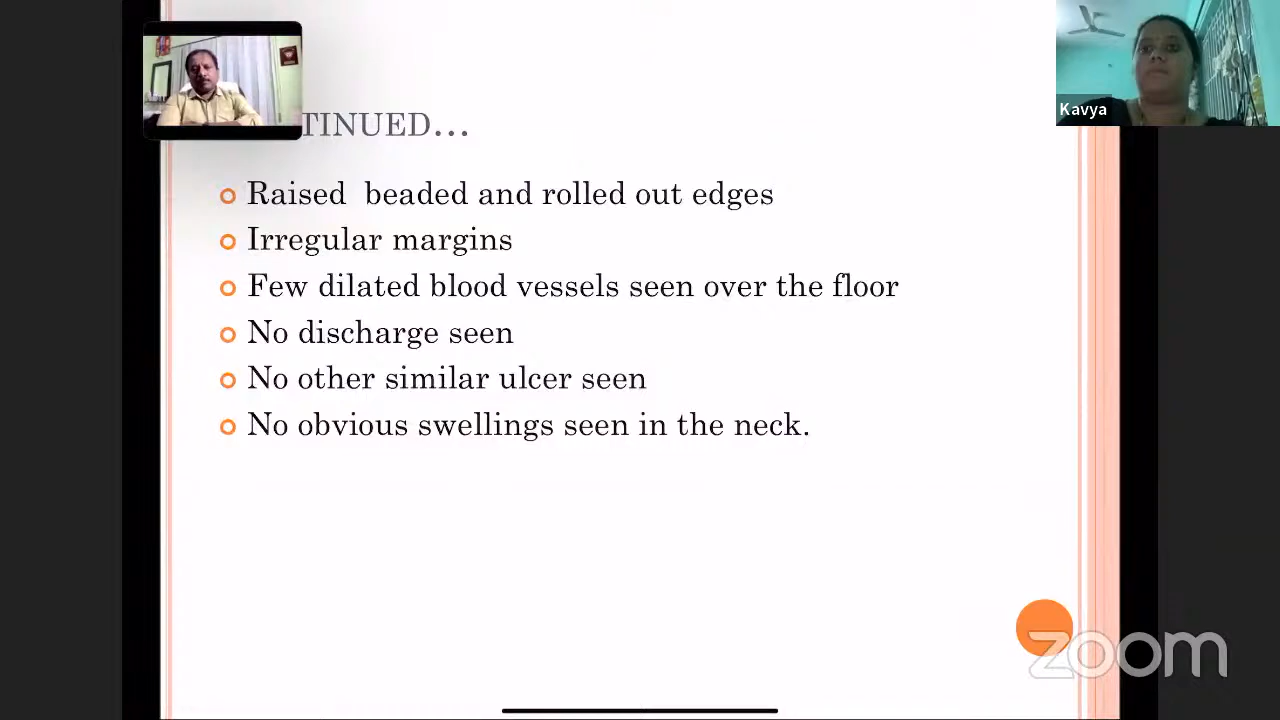 TINUED...
Kavya
Raised beaded and rolled out edges
Irregular margins
Few dilated blood vessels seen over the floor
No discharge seen
No other similar ulcer seen
No obvious swellings seen in the neck.
zoom